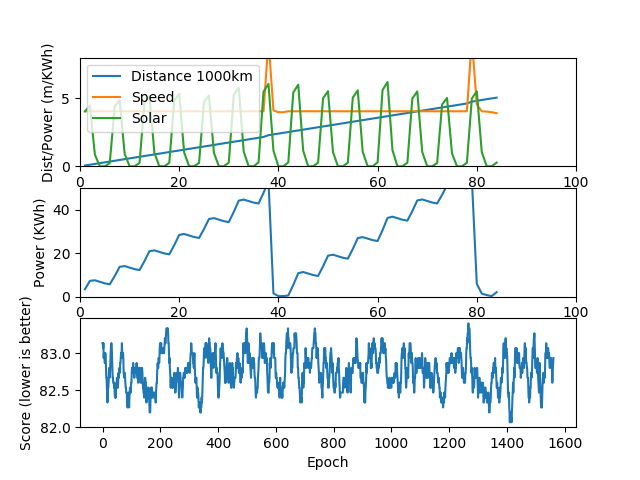 Dist/Power (m/KWh)
Distance 1000km
Speed
Solar
5
0
0 20 40 60 80 100
Power (KWh)
40
20
0
0 20 40 60 80 100
Score (lower is better)
83.0
82.5
82.0
0 200 400 600 800 1000 1200 1400 1600
Epoch